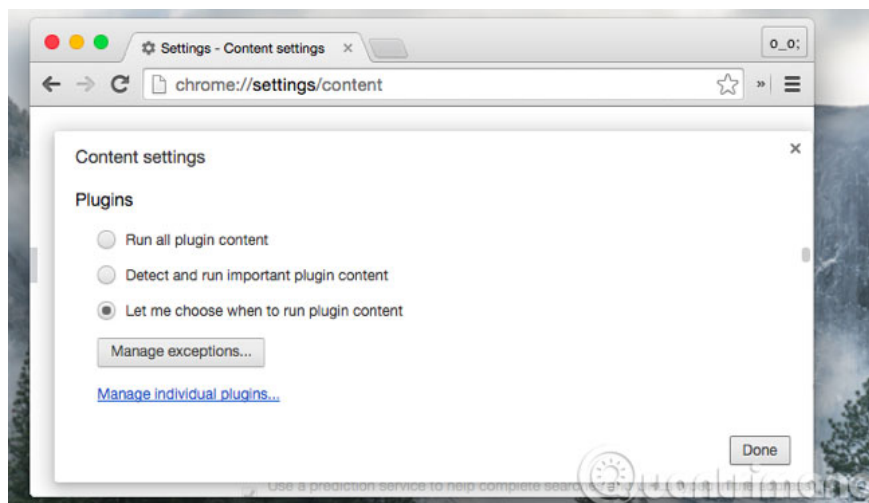 Settings - Content settings
o_o;
chrome://settings/content
Content settings
Plugins
Run all plugin content
Detect and run important plugin content
Let me choose when to run plugin content
Manage exceptions...
Manage individual plugins...
Done
Use a prediction service to help complete sear
Quantrimang